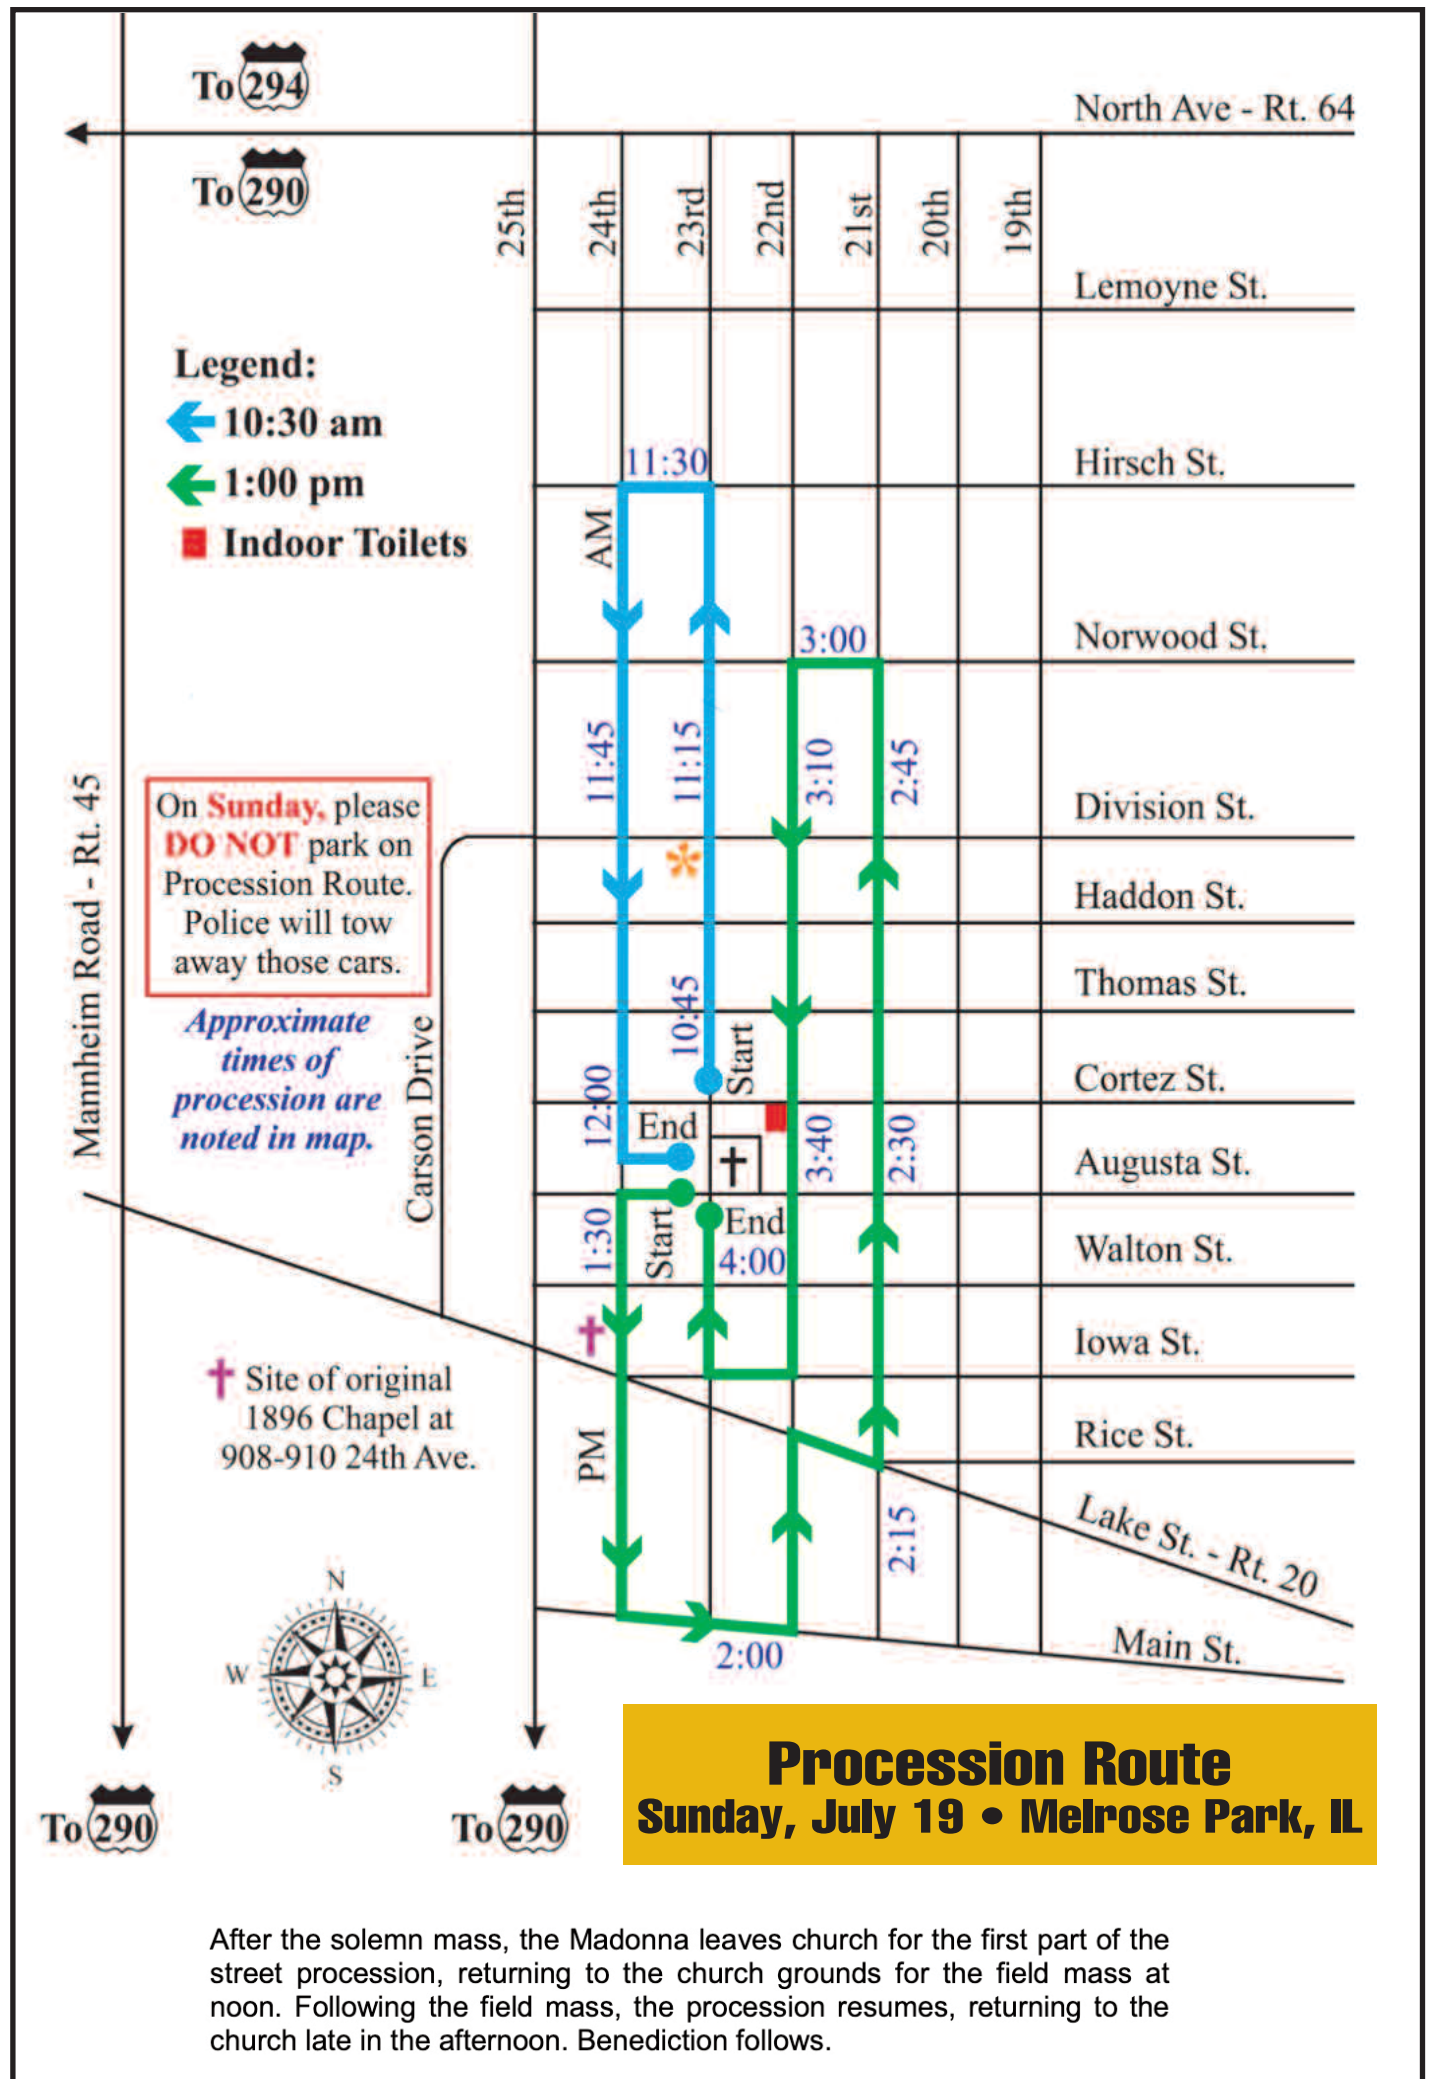 To 294
North Ave - Rt. 64
To 290
25th
24th
23rd
22nd
21st
20th
19th
Lemoyne St.
Legend:
10:30 am
1:00 pm
Indoor Toilets
11:30
Hirsch St.
AM
3:00
Norwood St.
11:45
11:15
3:10
2:45
Division St.
Mannheim Road - Rt. 45
On Sunday, please
DO NOT park on
Procession Route.
Police will tow
away those cars.
*
Haddon St.
Thomas St.
Approximate
times of
procession are
noted in map.
Carson Drive
10:45
Start
Cortez St.
12:00
End
3:40
2:30
Augusta St.
1:30
Start
End
4:00
Walton St.
Iowa St.
Site of original
1896 Chapel at
908-910 24th Ave.
PM
Rice St.
Lake St. - Rt. 20
2:15
2:00
Main St.
N
W
E
S
To 290
To 290
Procession Route
Sunday, July 19 • Melrose Park, IL
After the solemn mass, the Madonna leaves church for the first part of the
street procession, returning to the church grounds for the field mass at
noon. Following the field mass, the procession resumes, returning to the
church late in the afternoon. Benediction follows.